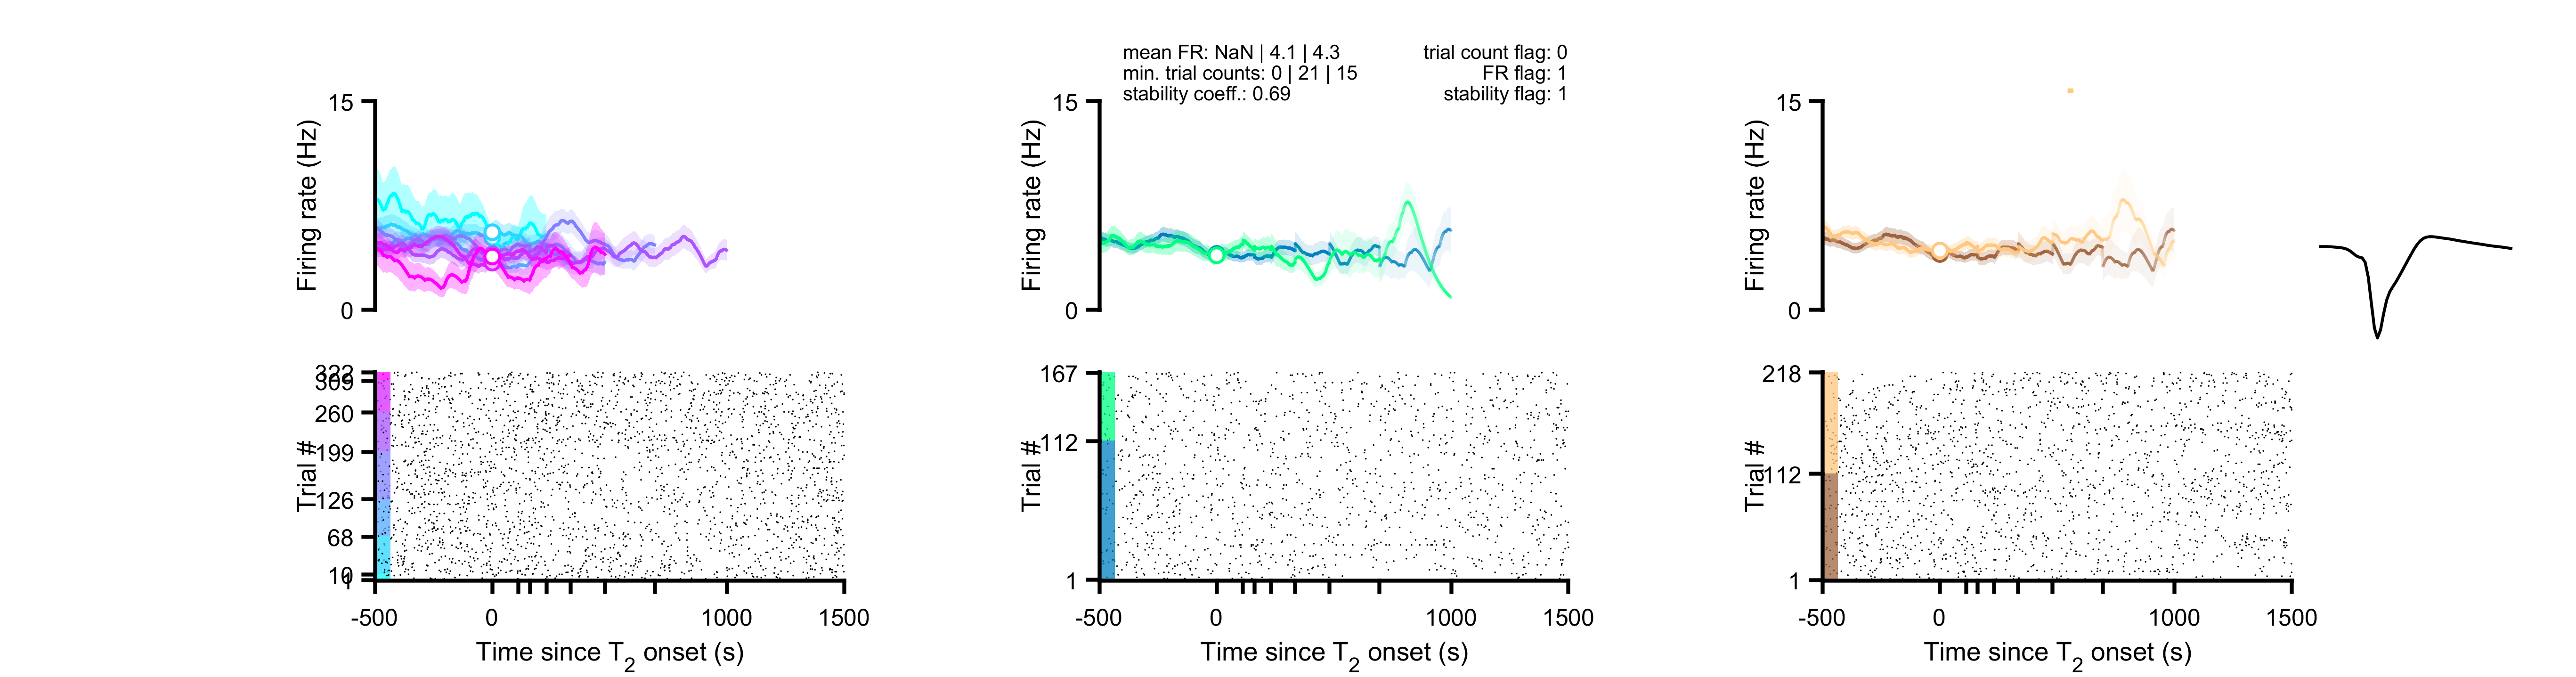 mean FR: NaN | 4.1 | 4.3
min. trial counts: 0 | 21 | 15
stability coeff.: 0.69
trial count flag: 0
FR flag: 1
stability flag: 1
15
Firing rate (Hz)
0
15
Firing rate (Hz)
0
15
Firing rate (Hz)
0
309
260
199
126
68
10
Trial #
-500
0
1000
1500
Time since T2 onset (s)
167
112
1
Trial #
-500
0
1000
1500
Time since T2 onset (s)
218
112
1
Trial #
-500
0
1000
1500
Time since T2 onset (s)